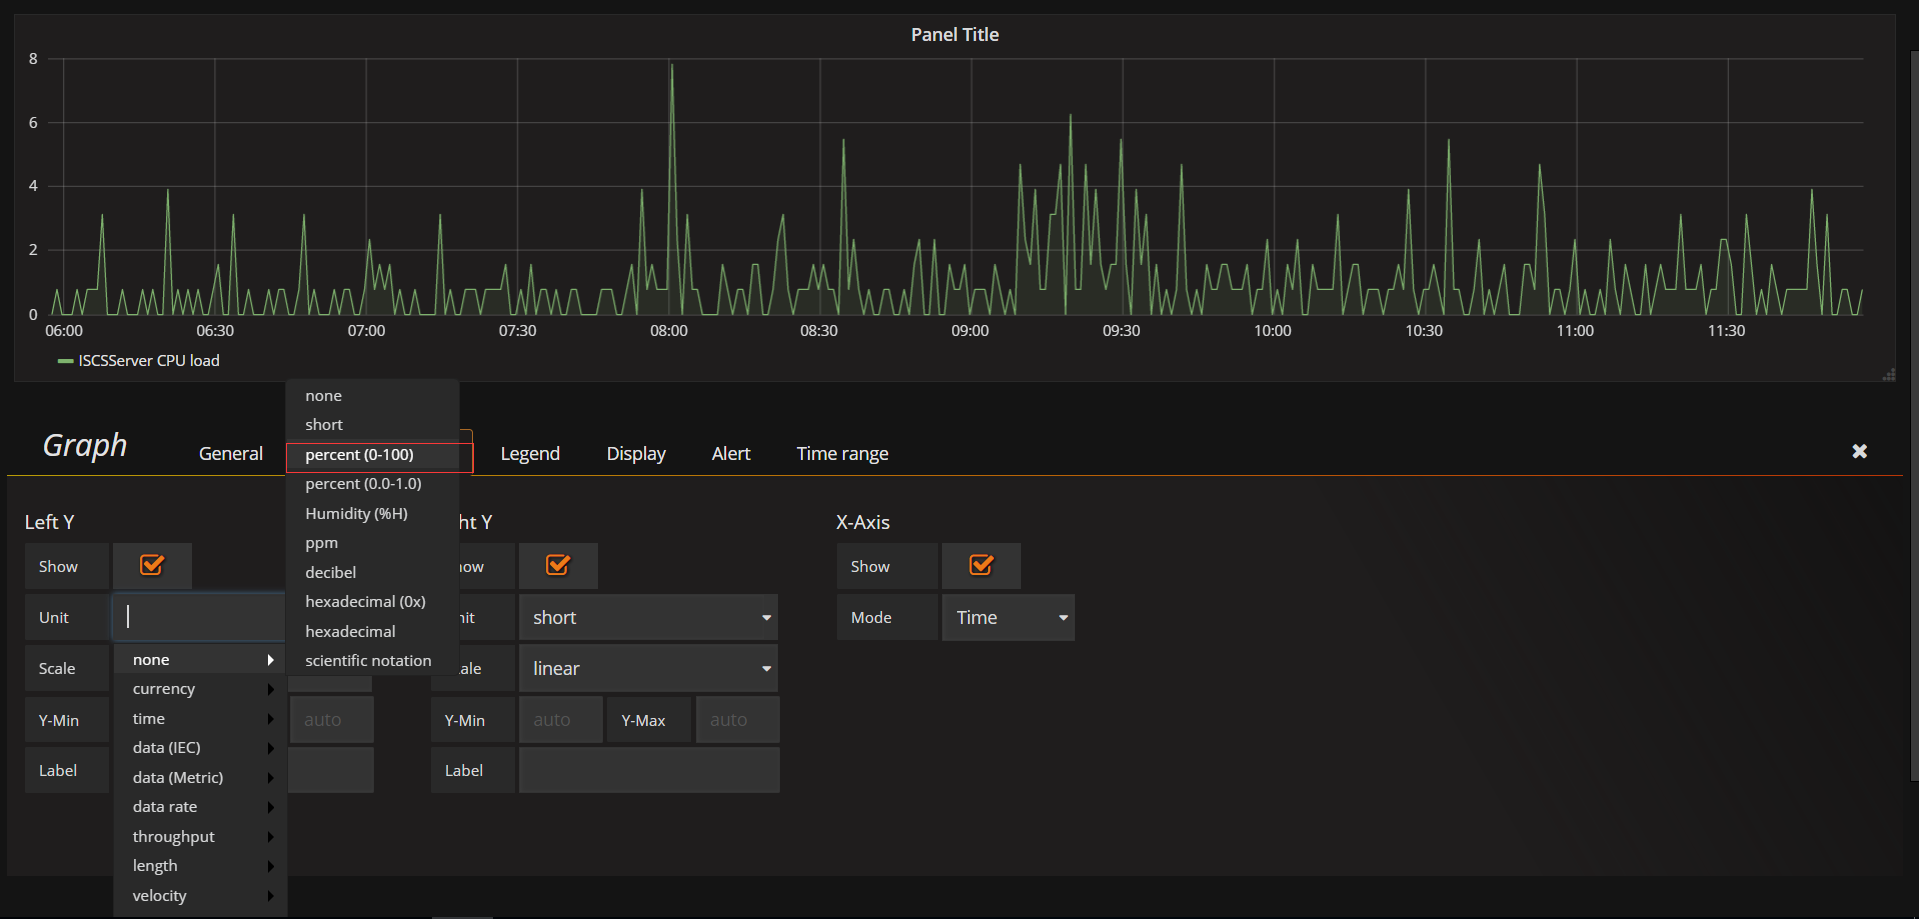 Panel Title
8
6
4
2
0
06:00 06:30 07:00 07:30 08:00 08:30 09:00 09:30 10:00 10:30 11:00 11:30
ISCSServer CPU load
Graph
General
Legend
Display
Alert
Time range
none
short
percent (0-100)
percent (0.0-1.0)
Humidity (%H)
ppm
decibel
hexadecimal (0x)
hexadecimal
scientific notation
Left Y
Show
Unit
Scale
Y-Min
auto
Label
none
currency
time
data (IEC)
data (Metric)
data rate
throughput
length
velocity
ht Y
ow
nit
short
ale
linear
Y-Min
auto
Y-Max
auto
Label
X-Axis
Show
Mode
Time